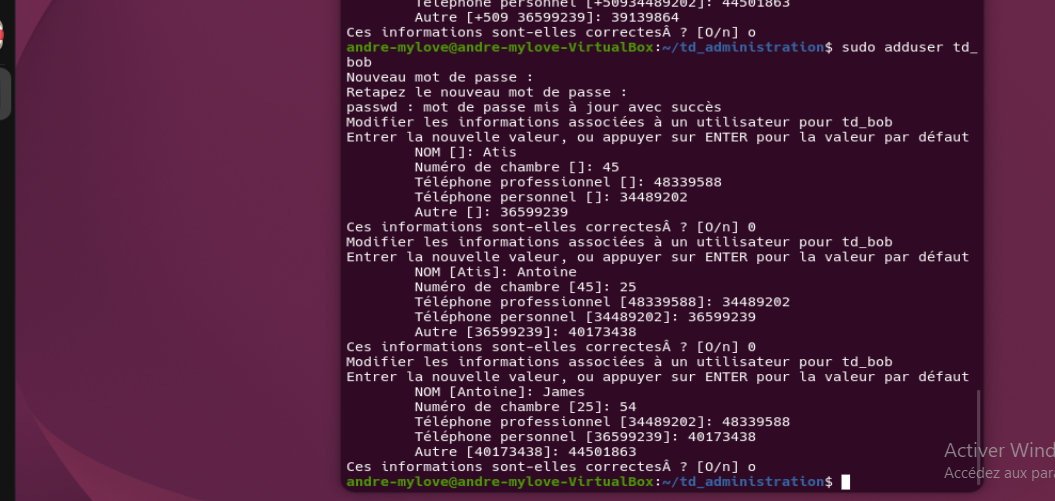 Téléphone personnel [+50934489202]: 44501863
Autre [+509 36599239]: 39139864
Ces informations sont-elles correctesÂ ? [O/n] o
andre-mylove@andre-mylove-VirtualBox:~/td_administration$ sudo adduser td_
bob
Nouveau mot de passe :
Retapez le nouveau mot de passe :
passwd : mot de passe mis à jour avec succès
Modifier les informations associées à un utilisateur pour td_bob
Entrer la nouvelle valeur, ou appuyer sur ENTER pour la valeur par défaut
NOM []: Atis
Numéro de chambre []: 45
Téléphone professionnel []: 48339588
Téléphone personnel []: 34489202
Autre []: 36599239
Ces informations sont-elles correctesÂ ? [O/n] 0
Modifier les informations associées à un utilisateur pour td_bob
Entrer la nouvelle valeur, ou appuyer sur ENTER pour la valeur par défaut
NOM [Atis]: Antoine
Numéro de chambre [45]: 25
Téléphone professionnel [48339588]: 34489202
Téléphone personnel [34489202]: 36599239
Autre [36599239]: 40173438
Ces informations sont-elles correctesÂ ? [O/n] 0
Modifier les informations associées à un utilisateur pour td_bob
Entrer la nouvelle valeur, ou appuyer sur ENTER pour la valeur par défaut
NOM [Antoine]: James
Numéro de chambre [25]: 54
Téléphone professionnel [34489202]: 48339588
Téléphone personnel [36599239]: 40173438
Autre [40173438]: 44501863
Ces informations sont-elles correctesÂ ? [O/n] o
andre-mylove@andre-mylove-VirtualBox:~/td_administration$
Activer Wind
Accédez aux par